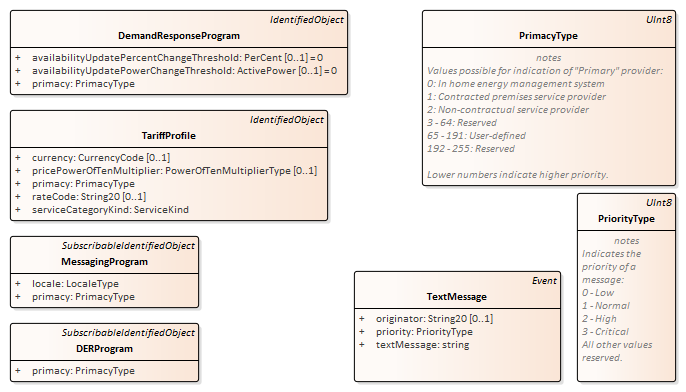 IdentifiedObject
DemandResponseProgram
+ availabilityUpdatePercentChangeThreshold: PerCent [0..1] = 0
+ availabilityUpdatePowerChangeThreshold: ActivePower [0..1] = 0
+ primacy: PrimacyType
IdentifiedObject
TariffProfile
+ currency: CurrencyCode [0..1]
+ pricePowerOfTenMultiplier: PowerOfTenMultiplierType [0..1]
+ primacy: PrimacyType
+ rateCode: String20 [0..1]
+ serviceCategoryKind: ServiceKind
SubscribableIdentifiedObject
MessagingProgram
+ locale: LocaleType
+ primacy: PrimacyType
SubscribableIdentifiedObject
DERProgram
+ primacy: PrimacyType
UInt8
PrimacyType
notes
Values possible for indication of "Primary" provider:
0: In home energy management system
1: Contracted premises service provider
2: Non-contractual service provider
3 - 64: Reserved
65 - 191: User-defined
192 - 255: Reserved
Lower numbers indicate higher priority.
UInt8
PriorityType
notes
Indicates the
priority of a
message:
0 - Low
1 - Normal
2 - High
3 - Critical
All other values
reserved.
Event
TextMessage
+ originator: String20 [0..1]
+ priority: PriorityType
+ textMessage: string